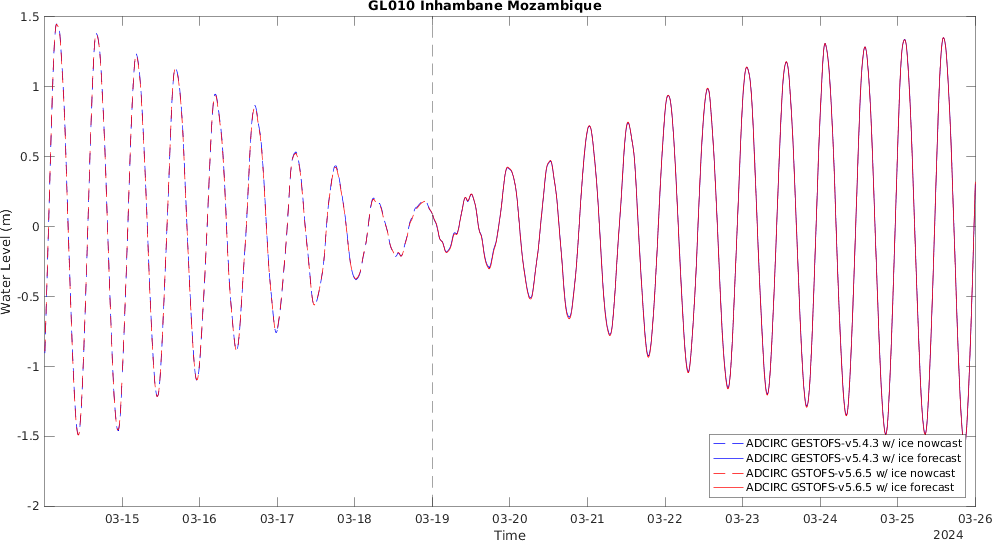 GL010 Inhambane Mozambique
Water Level (m)
1.5
1
0.5
0
-0.5
-1
-1.5
-2
ADCIRC GESTOFS-v5.4.3 w/ ice nowcast
ADCIRC GESTOFS-v5.4.3 w/ ice forecast
ADCIRC GSTOFS-v5.6.5 w/ ice nowcast
ADCIRC GSTOFS-v5.6.5 w/ ice forecast
03-15 03-16 03-17 03-18 03-19 03-20 03-21 03-22 03-23 03-24 03-25 03-26
Time
2024